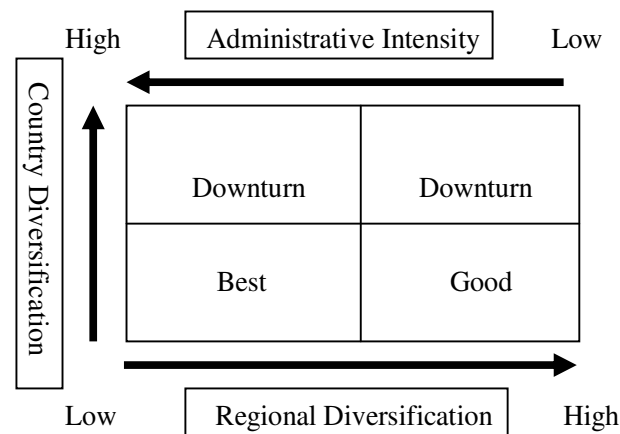 High Administrative Intensity Low
Country Diversification
Downturn Downturn
Best Good
Low Regional Diversification High